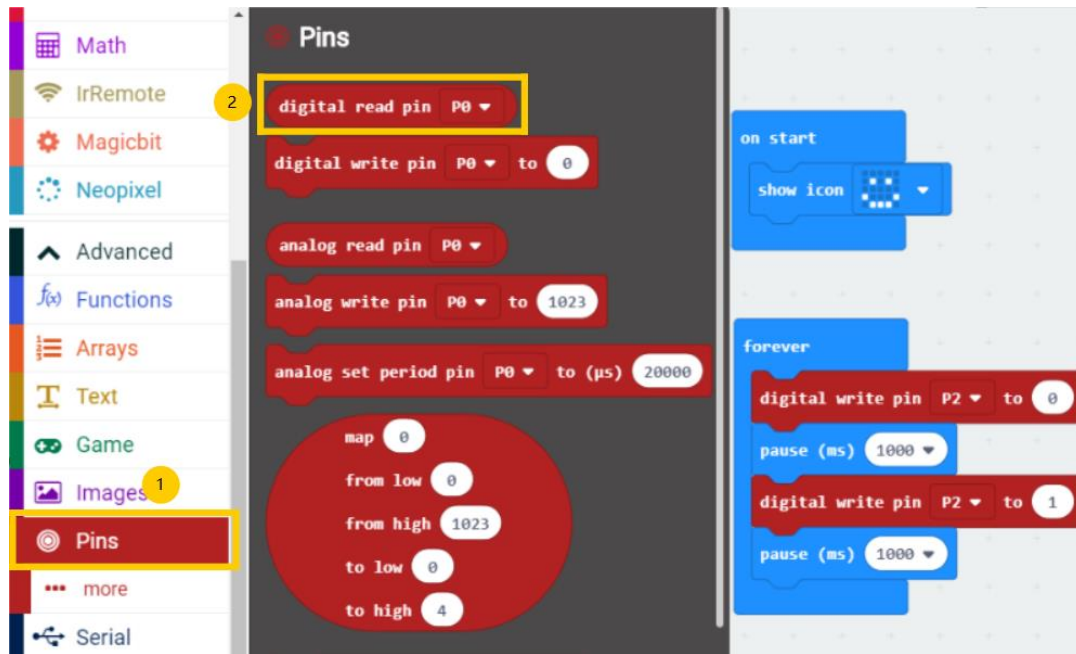 Math
IrRemote
Magicbit
Neopixel
Advanced
f(x) Functions
Arrays
T Text
Game
Images
1
Pins
more
Serial
Pins
2
digital read pin P0
digital write pin P0 to 0
analog read pin P0
analog write pin P0 to 1023
analog set period pin P0 to (µs) 20000
map 0
from low 0
from high 1023
to low 0
to high 4
on start
show icon
forever
digital write pin P2 to 0
pause (ms) 1000
digital write pin P2 to 1
pause (ms) 1000